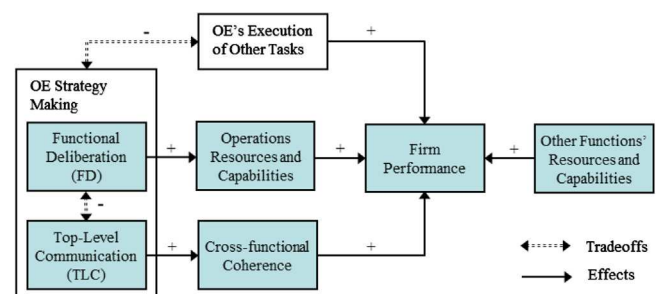 -
OE's Execution
of Other Tasks
+
OE Strategy
Making
Functional
Deliberation
(FD)
+
Operations
Resources and
Capabilities
+
Firm
Performance
+
Other Functions'
Resources and
Capabilities
-
Top-Level
Communication
(TLC)
+
Cross-functional
Coherence
+
Tradeoffs
Effects